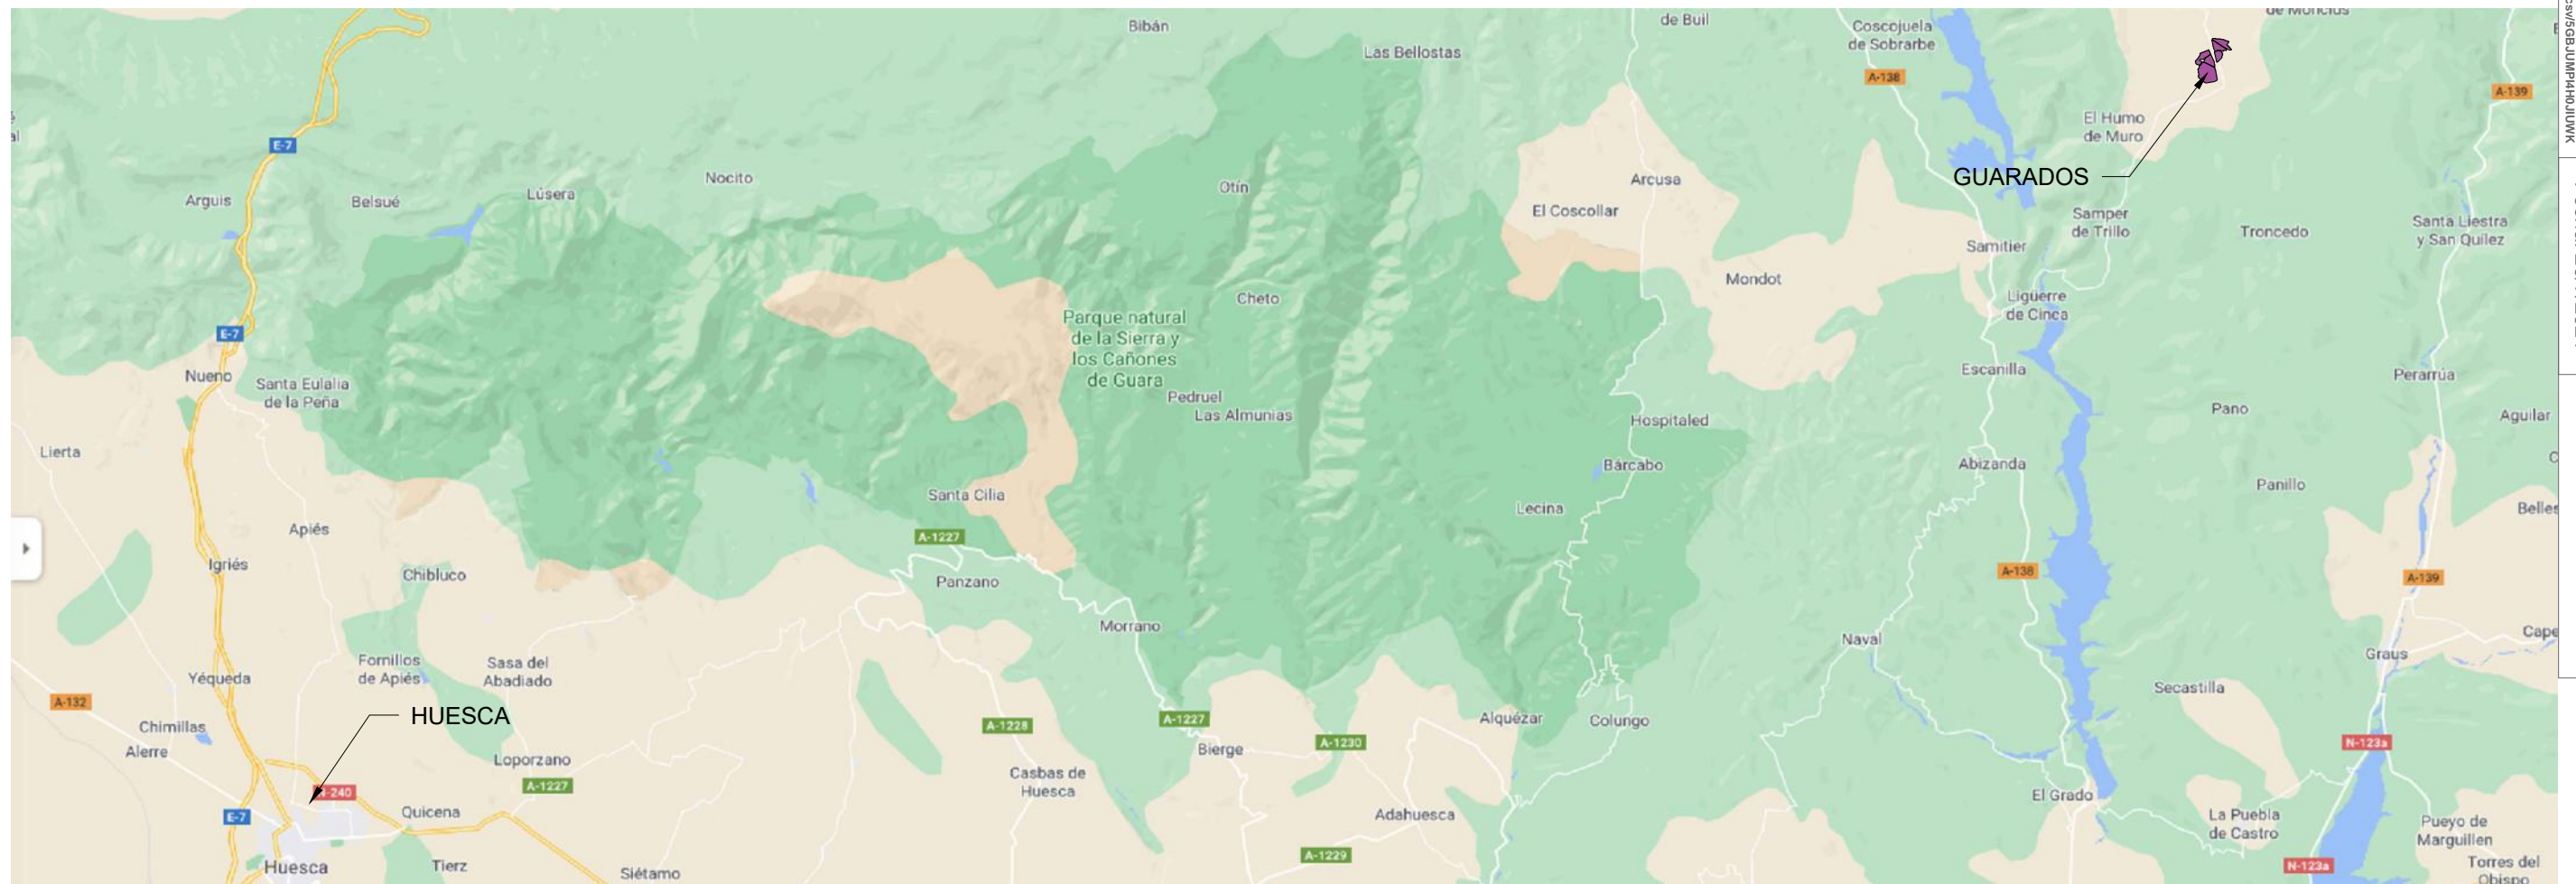 Bibán
Las Bellostas
de Buil
Coscojuela
de Sobrarbe
A-138
A-139
E-7
El Humo
de Muro
GUARADOS
Arguis
Belsué
Lúsera
Nocito
Otín
Arcusa
El Coscollar
Samitier
Samper
de Trillo
Troncedo
Santa Liestra
y San Quílez
Mondot
Cheto
Ligüerre
de Cinca
Parque natural
de la Sierra y
los Cañones
de Guara
E-7
Nueno
Santa Eulalia
de la Peña
Pedruel
Las Almunias
Escanilla
Perarrúa
Hospitaled
Pano
Aguilar
Lierta
Bárcabo
Abizanda
Panillo
Santa Cilia
Lecina
Belles
Apiés
A-1227
Igriés
Chibluco
Panzano
A-138
A-139
Morrano
Naval
Cape
Graus
Fornillos
de Apiés
Sasa del
Abadiado
Yéqueda
A-132
Secastilla
HUESCA
Chimillas
Alerre
A-1228
A-1227
Alquézar
Colungo
Bierge
A-1230
N-123a
Loporzano
A-1227
Casbas de
Huesca
N-240
E-7
Quicena
Adahuesca
El Grado
La Puebla
de Castro
Pueyo de
Marguillen
Huesca
Tierz
Siétamo
A-1229
N-123a
Torres del
Obispo